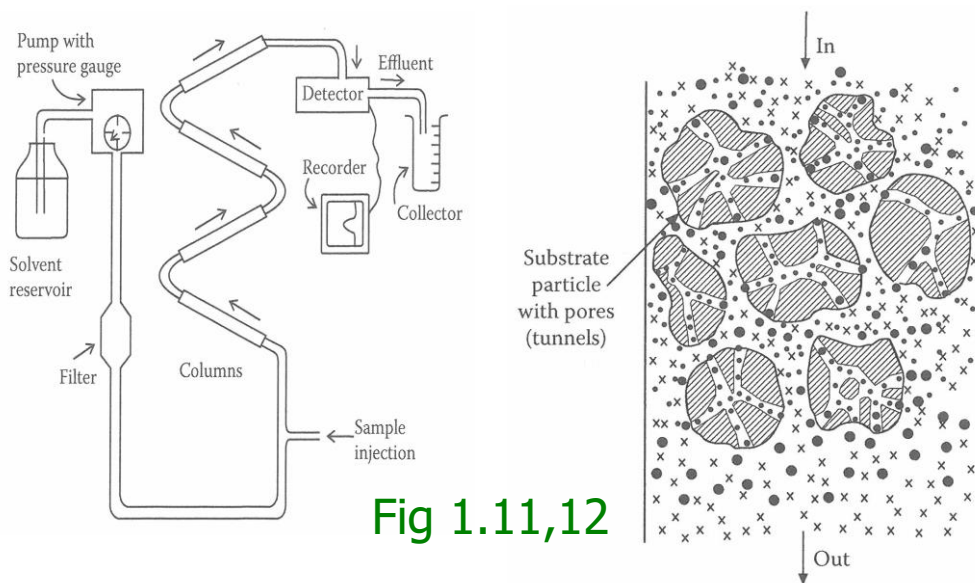 Pump with
pressure gauge
Solvent
reservoir
Filter
Columns
Sample
injection
Detector
Effluent
Recorder
Collector
In
Substrate
particle
with pores
(tunnels)
Out
Fig 1.11,12